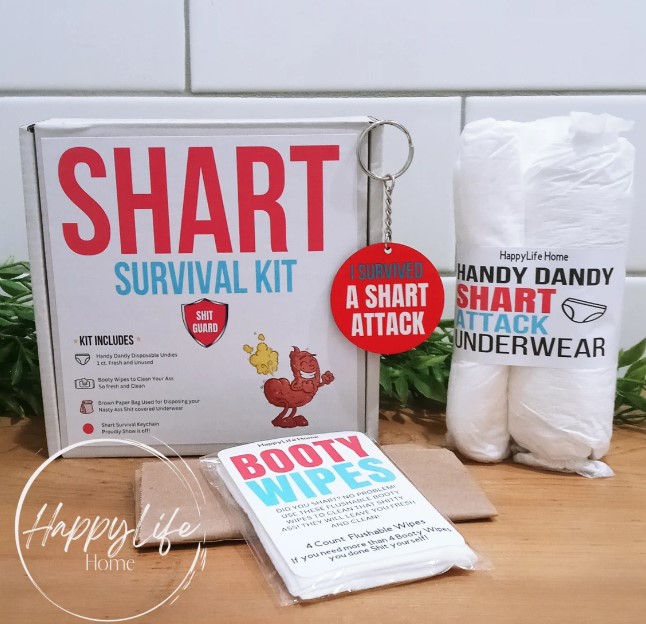 SHART
SURVIVAL KIT
SHIT
GUARD
KIT INCLUDES
Handy Dandy Disposable Undies
1 ct. Fresh and Unused
Booty Wipes to Clean Your Ass
So Fresh and Clean
Brown Paper Bag Used for Disposing your
Nasty-Ass Shit covered Underwear
Shart Survival Keychain
Proudly Show it off!
I SURVIVED
A SHART
ATTACK
HappyLife Home
HANDY DANDY
SHART
ATTACK
UNDERWEAR
HappyLife Home
BOOTY
WIPES
DID YOU SHART? NO PROBLEM!
USE THESE FLUSHABLE BOOTY
WIPES TO CLEAN THAT SHITTY
ASS! THEY WILL LEAVE YOU FRESH
AND CLEAN!
4 Count Flushable Wipes
If you need more than 4 Booty Wipes
you done Shit yourself!
HappyLife
Home